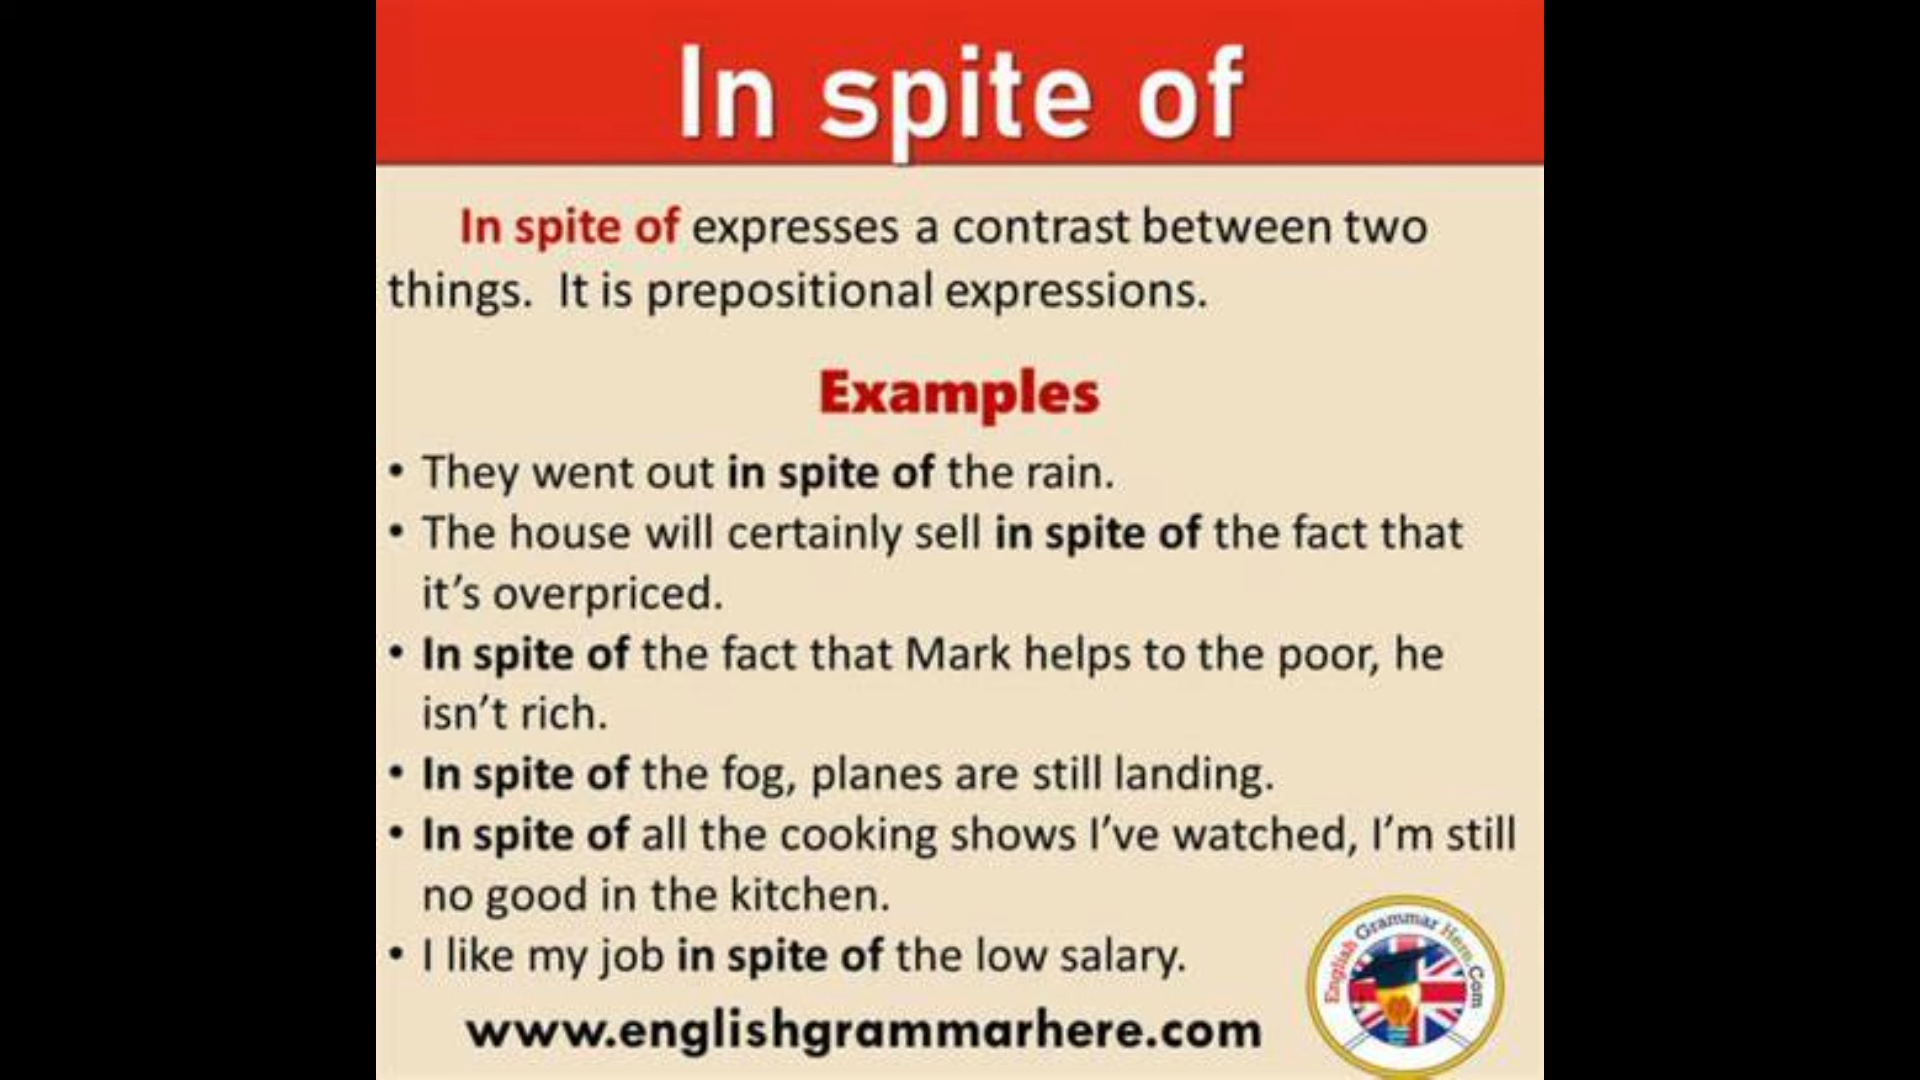 In spite of
In spite of expresses a contrast between two
things. It is prepositional expressions.
Examples
• They went out in spite of the rain.
• The house will certainly sell in spite of the fact that
it’s overpriced.
• In spite of the fact that Mark helps to the poor, he
isn’t rich.
• In spite of the fog, planes are still landing.
• In spite of all the cooking shows I’ve watched, I’m still
no good in the kitchen.
• I like my job in spite of the low salary.
www.englishgrammarhere.com
English Grammar Here.Com